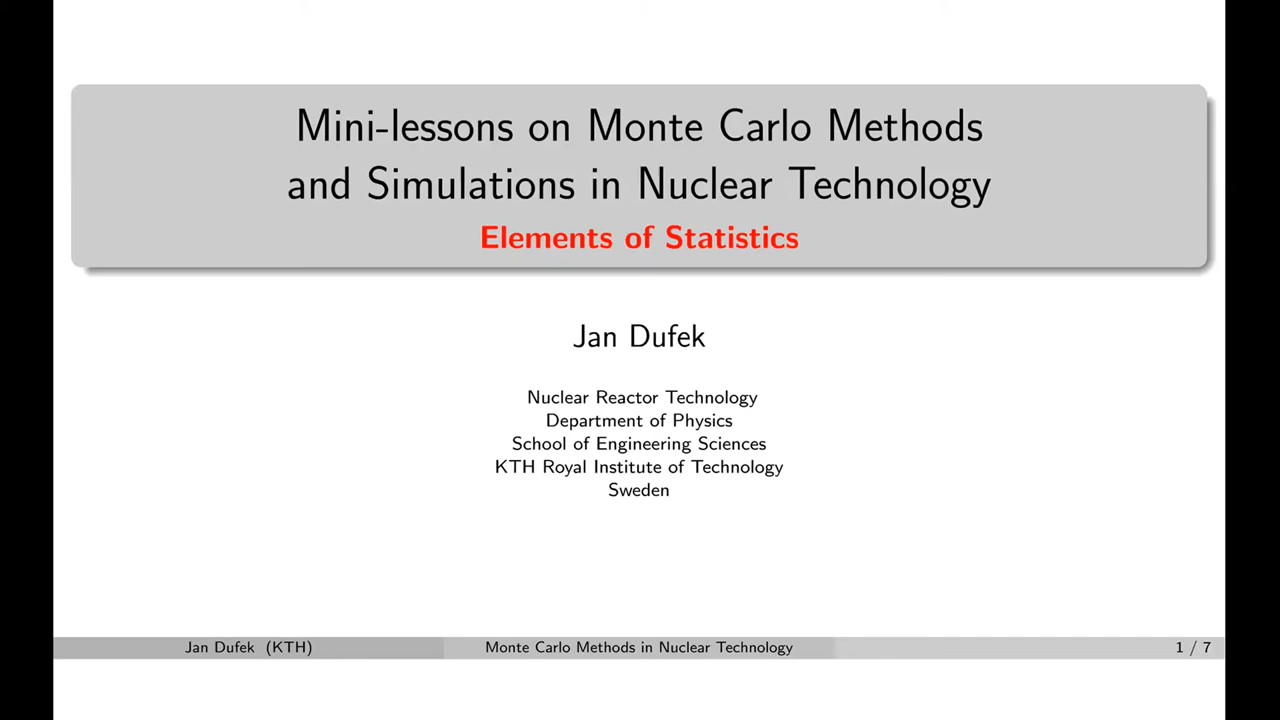 Mini-lessons on Monte Carlo Methods
and Simulations in Nuclear Technology
Elements of Statistics
Jan Dufek
Nuclear Reactor Technology
Department of Physics
School of Engineering Sciences
KTH Royal Institute of Technology
Sweden
Jan Dufek (KTH)
Monte Carlo Methods in Nuclear Technology
1 / 7